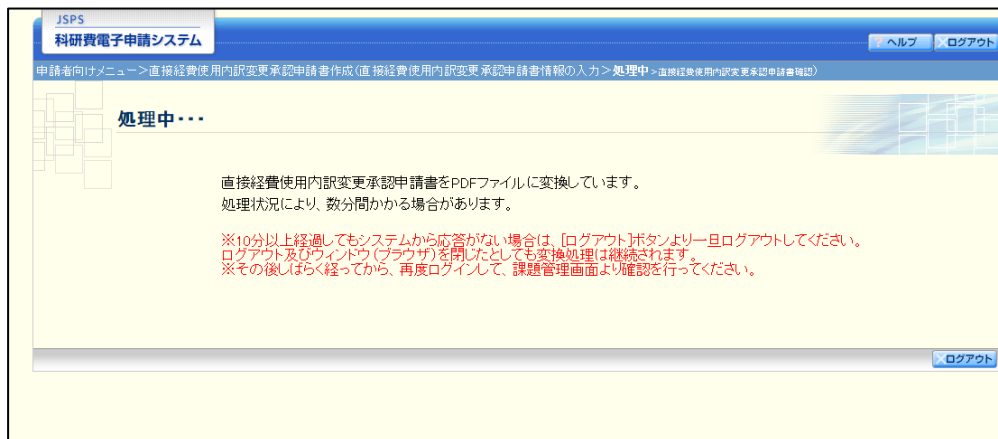 JSPS
科研費電子申請システム
? ヘルプ
×ログアウト
申請者向けメニュー>直接経費使用内訳変更承認申請書作成(直接経費使用内訳変更承認申請書情報の入力>処理中>直接経費使用内訳変更承認申請書確認)
処理中・・・
直接経費使用内訳変更承認申請書をPDFファイルに変換しています。
処理状況により、数分間かかる場合があります。
※10分以上経過してもシステムから応答がない場合は、[ログアウト]ボタンより一旦ログアウトしてください。
ログアウト及びウィンドウ(ブラウザ)を閉じたとしても変換処理は継続されます。
※その後しばらく経ってから、再度ログインして、課題管理画面より確認を行ってください。
×ログアウト